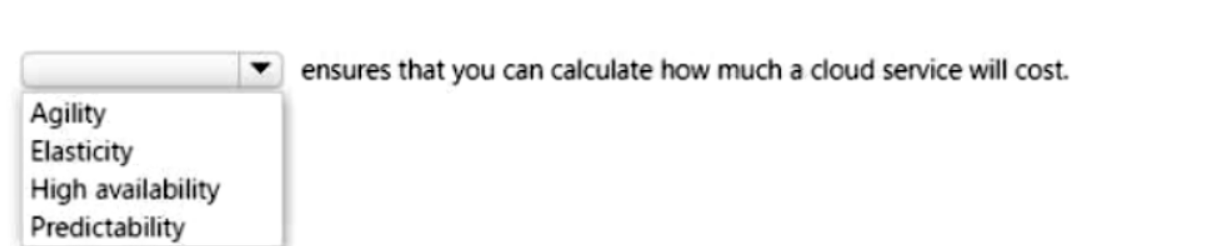 ensures that you can calculate how much a cloud service will cost.
Agility
Elasticity
High availability
Predictability